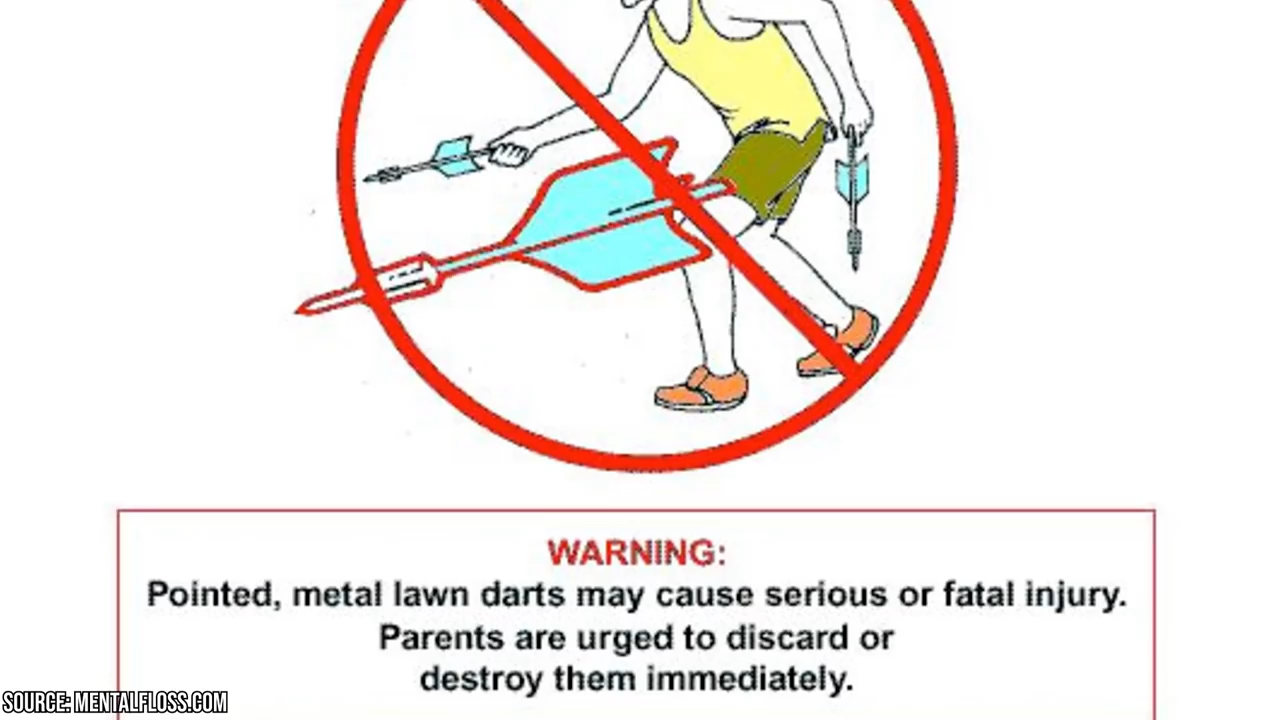 WARNING:
Pointed, metal lawn darts may cause serious or fatal injury.
Parents are urged to discard or
destroy them immediately.
SOURCE: MENTALFLOSS.COM